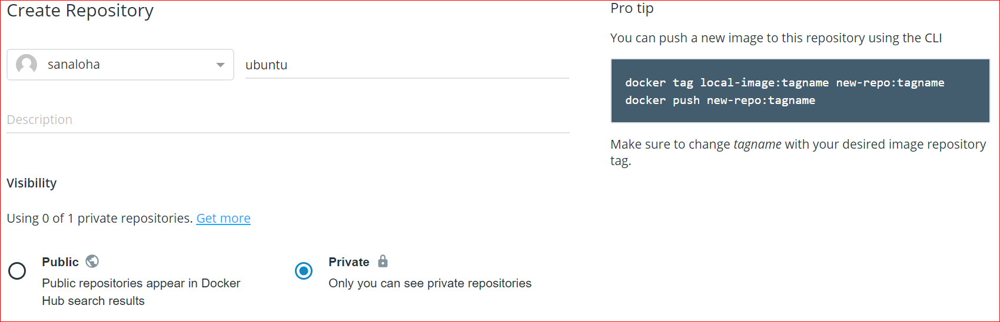 Create Repository
sanaloha
ubuntu
Description
Visibility
Using 0 of 1 private repositories. Get more
Public
Public repositories appear in Docker
Hub search results
Private
Only you can see private repositories
Pro tip
You can push a new image to this repository using the CLI
docker tag local-image:tagname new-repo:tagname
docker push new-repo:tagname
Make sure to change tagname with your desired image repository
tag.